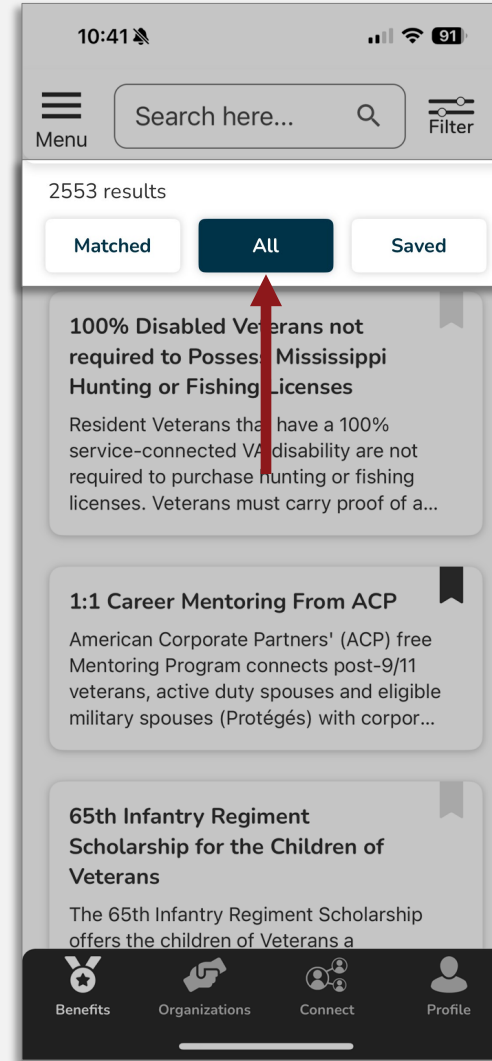 10:41
91
Menu
Search here...
Filter
2553 results
Matched
All
Saved
100% Disabled Veterans not
required to Possess Mississippi
Hunting or Fishing Licenses
Resident Veterans that have a 100%
service-connected VA disability are not
required to purchase hunting or fishing
licenses. Veterans must carry proof of a...
1:1 Career Mentoring From ACP
American Corporate Partners' (ACP) free
Mentoring Program connects post-9/11
veterans, active duty spouses and eligible
military spouses (Protégés) with corpor...
65th Infantry Regiment
Scholarship for the Children of
Veterans
The 65th Infantry Regiment Scholarship
offers the children of Veterans a
Benefits
Organizations
Connect
Profile